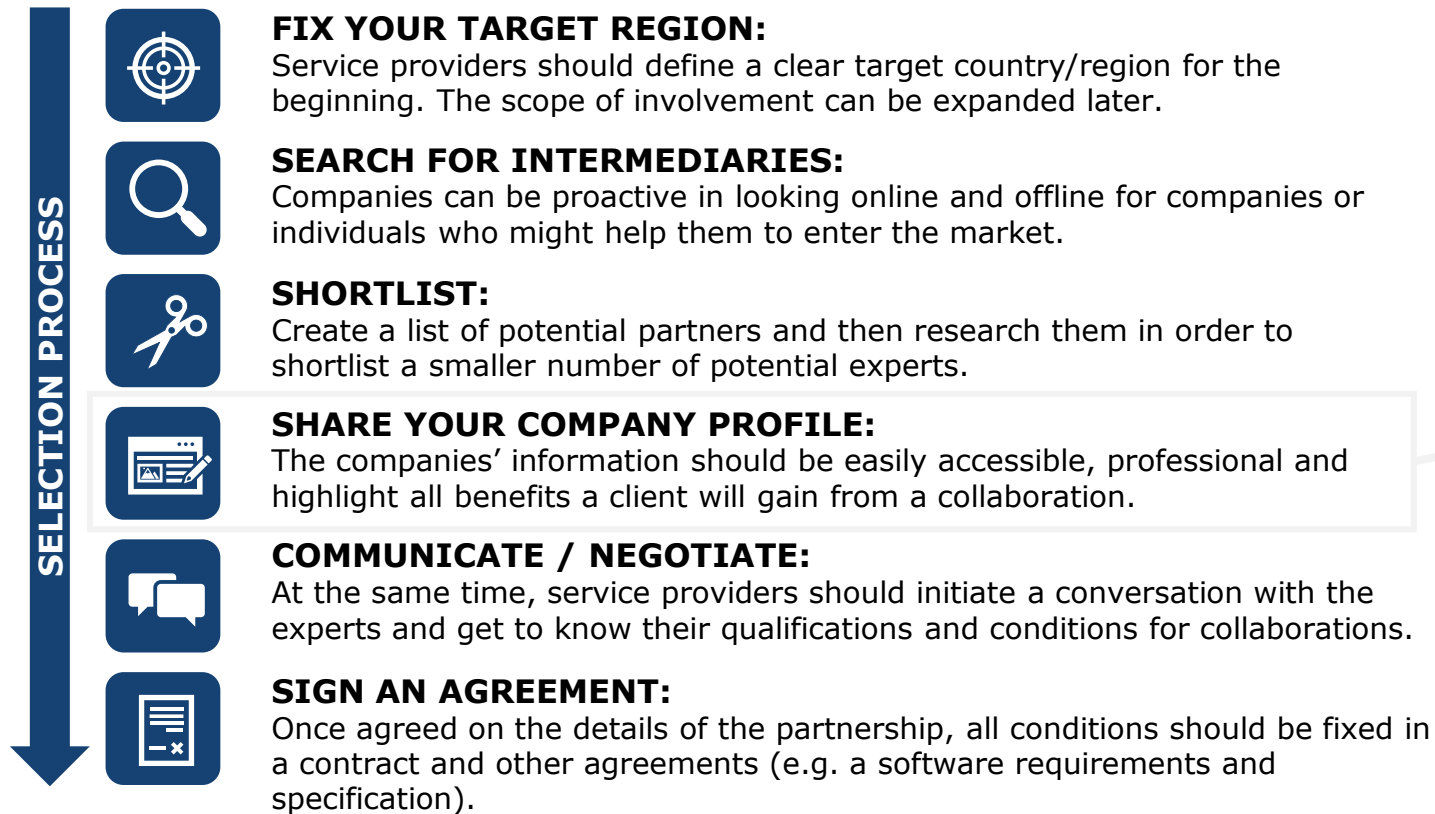 SELECTION PROCESS
FIX YOUR TARGET REGION:
Service providers should define a clear target country/region for the
beginning. The scope of involvement can be expanded later.
SEARCH FOR INTERMEDIARIES:
Companies can be proactive in looking online and offline for companies or
individuals who might help them to enter the market.
SHORTLIST:
Create a list of potential partners and then research them in order to
shortlist a smaller number of potential experts.
SHARE YOUR COMPANY PROFILE:
The companies’ information should be easily accessible, professional and
highlight all benefits a client will gain from a collaboration.
COMMUNICATE / NEGOTIATE:
At the same time, service providers should initiate a conversation with the
experts and get to know their qualifications and conditions for collaborations.
SIGN AN AGREEMENT:
Once agreed on the details of the partnership, all conditions should be fixed in
a contract and other agreements (e.g. a software requirements and
specification).